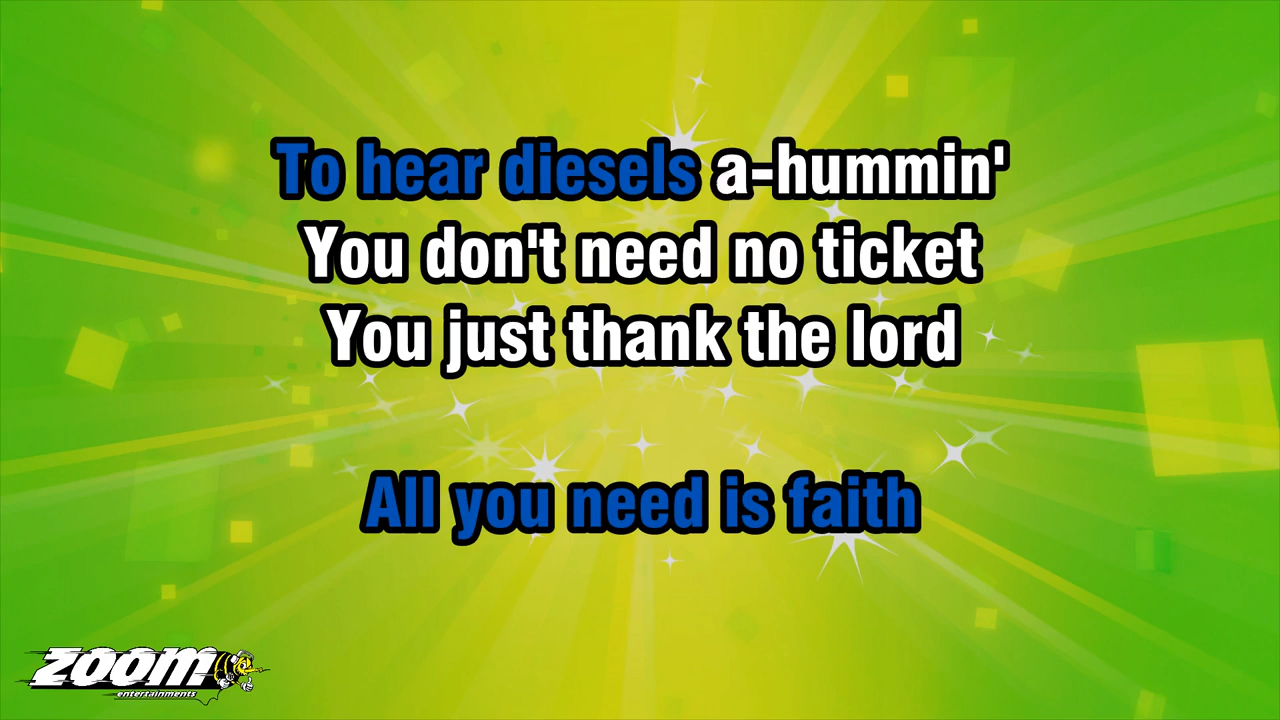 To hear diesels a-hummin'
You don't need no ticket
You just thank the lord
All you need is faith
zoom
entertainments